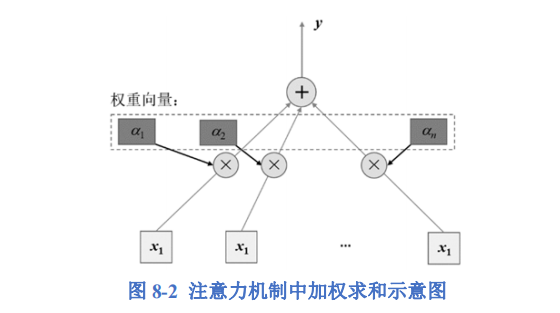 y
+
权重向量:
α1 α2 αn
× × ×
x1 x1 ... x1
图 8-2 注意力机制中加权求和示意图